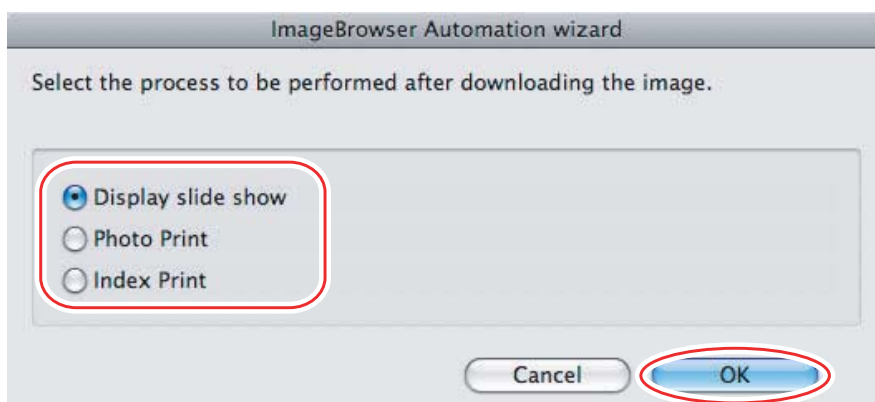 ImageBrowser Automation wizard
Select the process to be performed after downloading the image.
Display slide show
Photo Print
Index Print
Cancel OK